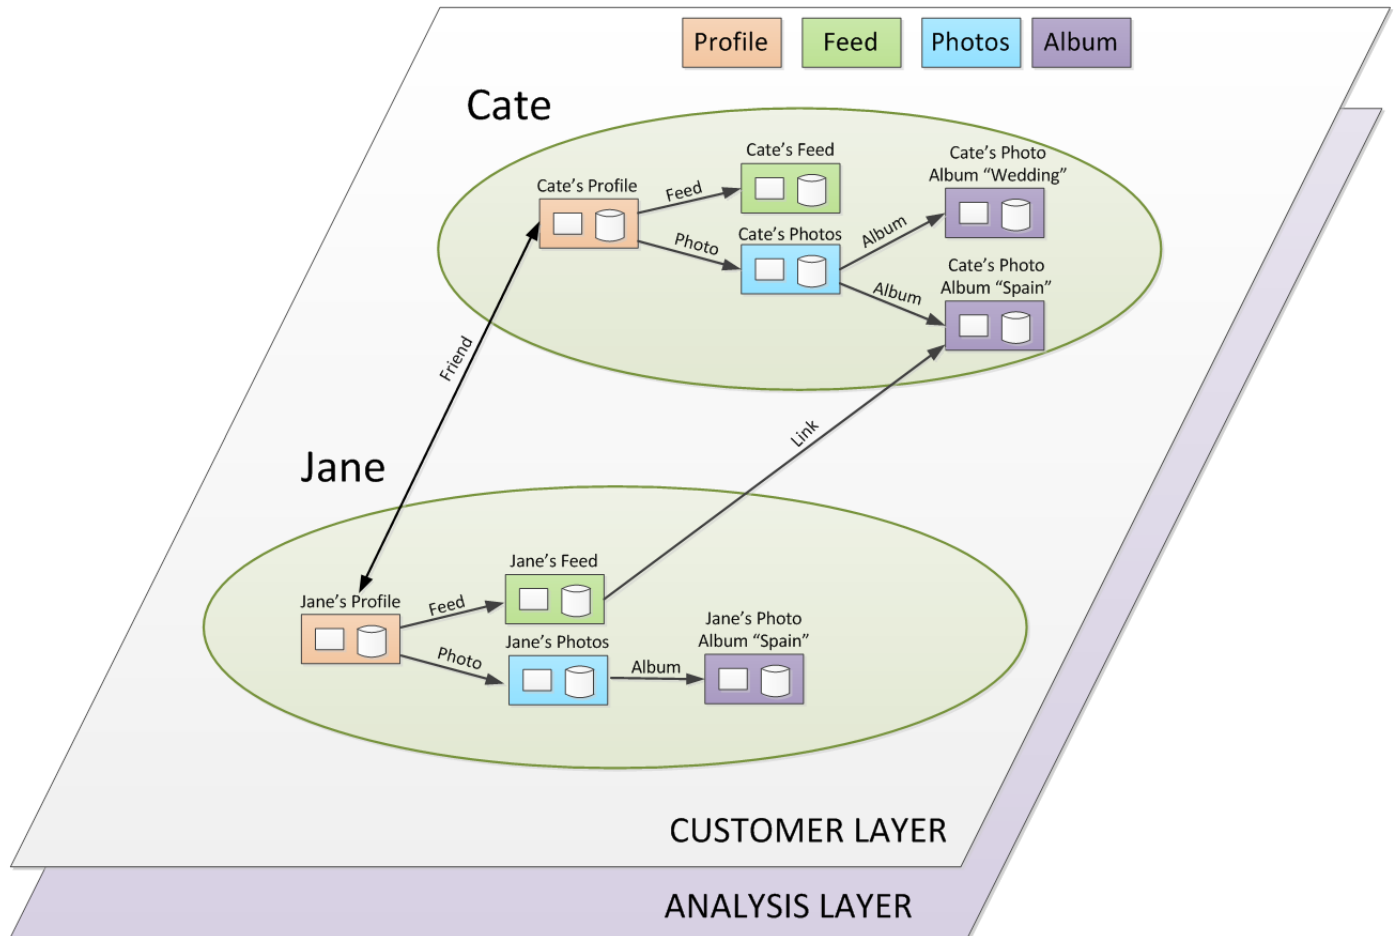 Profile
Feed
Photos
Album
Cate
Cate's Feed
Cate's Photo
Album “Wedding”
Cate's Profile
Feed
Photo
Cate's Photos
Album
Cate's Photo
Album “Spain”
Album
Friend
Link
Jane
Jane's Feed
Jane's Profile
Feed
Photo
Jane's Photos
Album
Jane's Photo
Album “Spain”
CUSTOMER LAYER
ANALYSIS LAYER